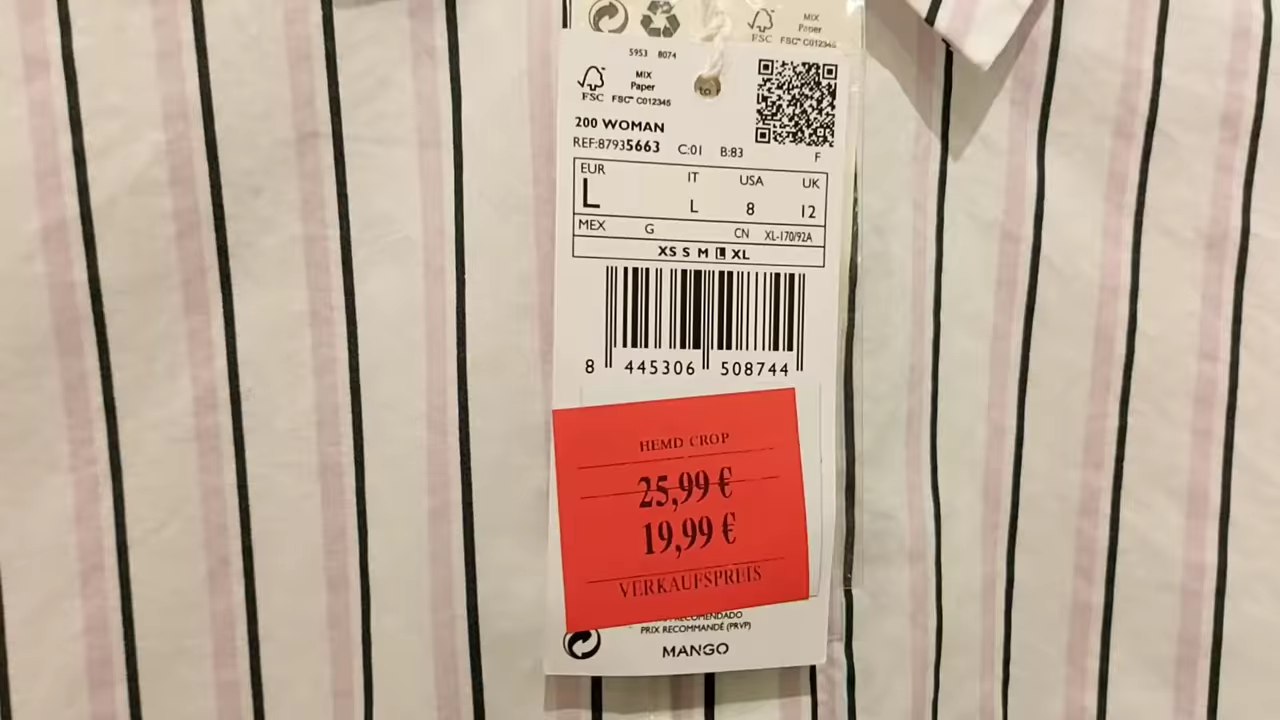 FSC
MIX
Paper
FSC™ C012345
5953 8074
FSC
MIX
Paper
FSC™ C012345
200 WOMAN
REF:87935663 C:01 B:83 F
EUR IT USA UK
L L 8 12
MEX G CN XL-170/92A
XS S M L XL
8 445306 508744
HEMD CROP
25,99 €
19,99 €
VERKAUFSPREIS
RECOMENDADO
PRIX RECOMMANDÉ (PRVP)
MANGO